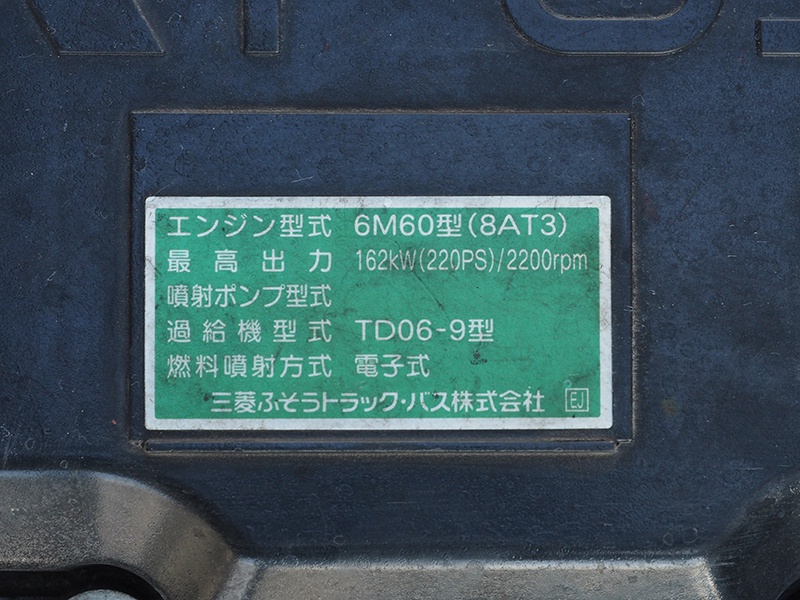 エンジン型式 6M60型(8AT3)
最高出力 162kW(220PS)/2200rpm
噴射ポンプ型式
過給機型式 TD06-9型
燃料噴射方式 電子式
三菱ふそうトラック・バス株式会社 EJ